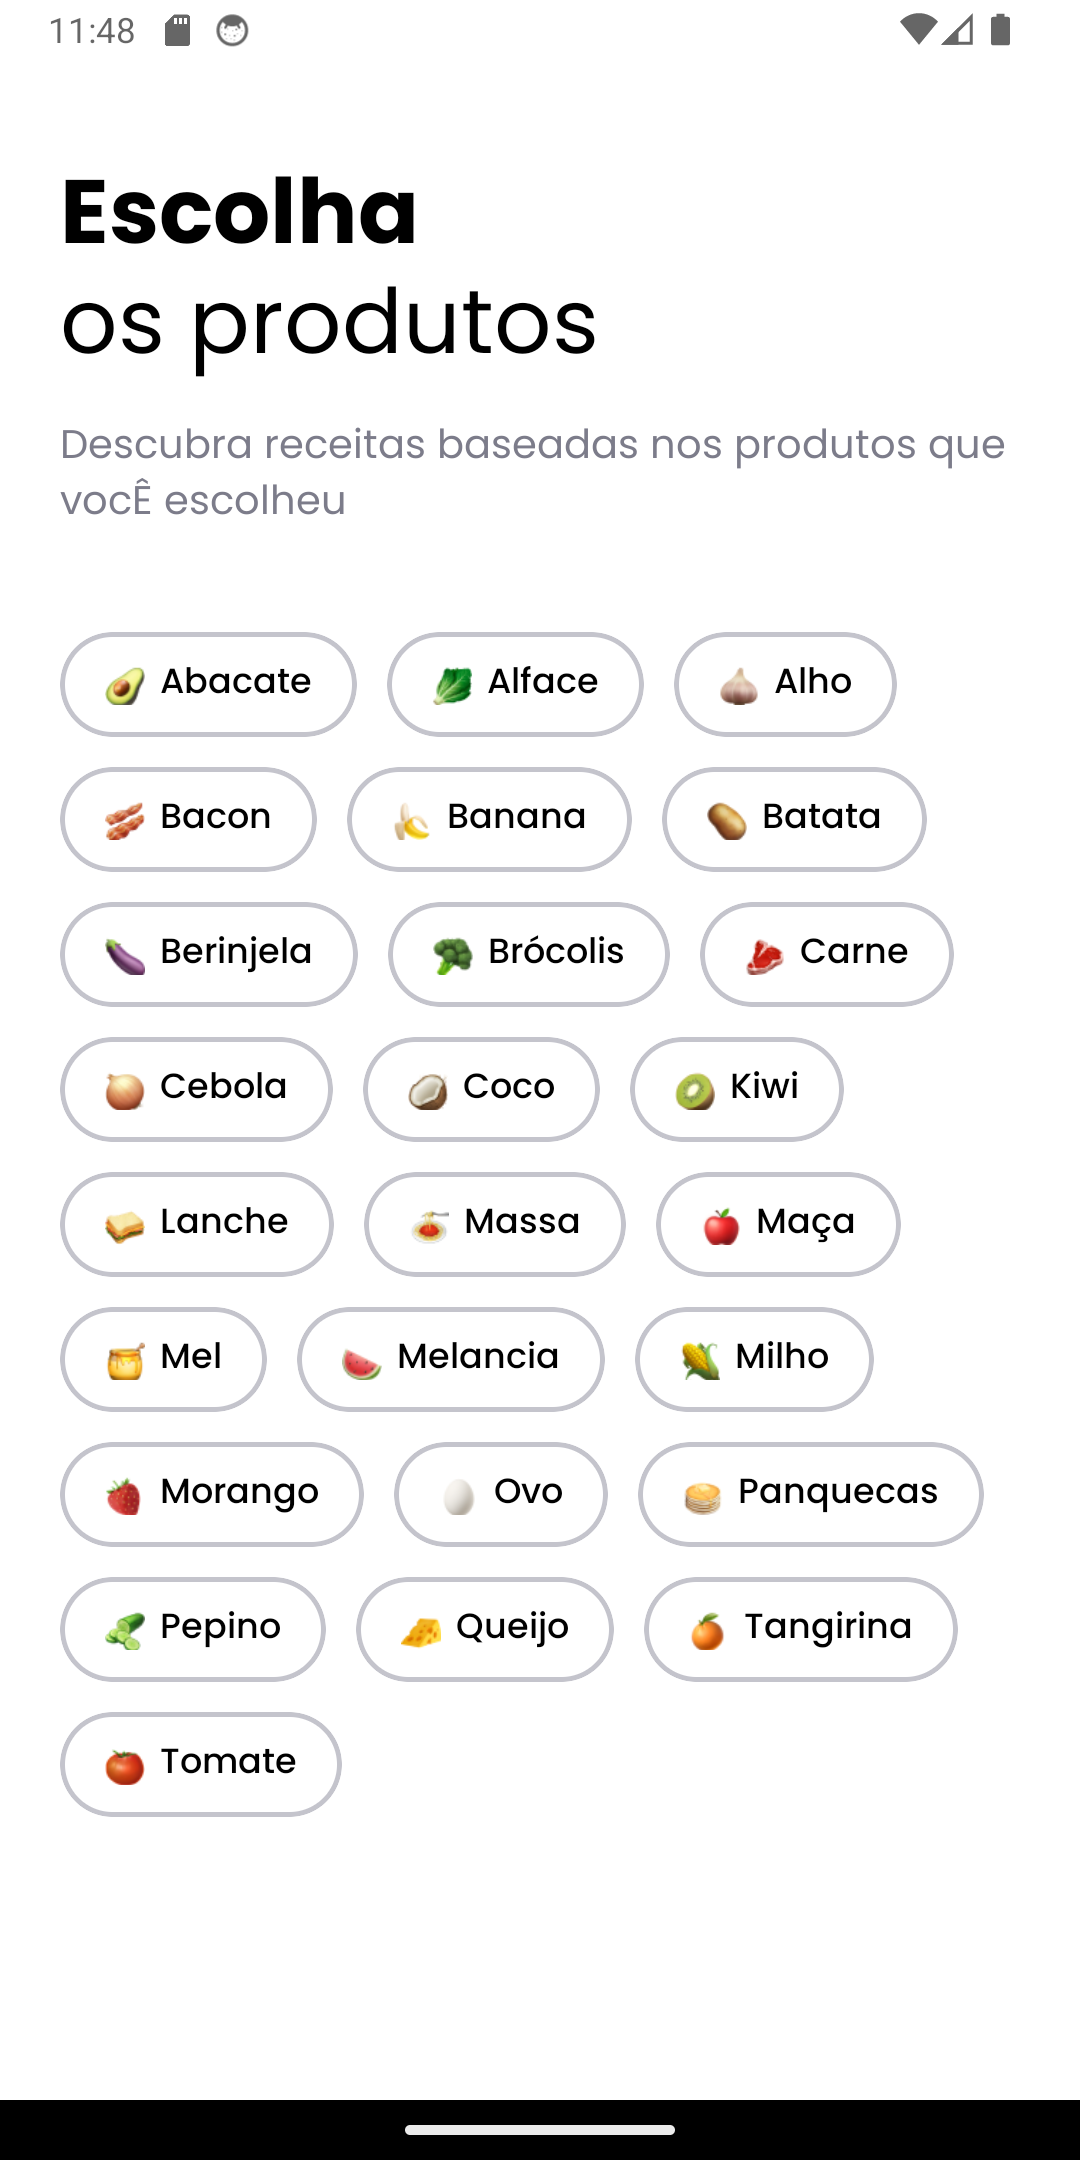 11:48
Escolha
os produtos
Descubra receitas baseadas nos produtos que
vocÊ escolheu
Abacate Alface Alho
Bacon Banana Batata
Berinjela Brócolis Carne
Cebola Coco Kiwi
Lanche Massa Maça
Mel Melancia Milho
Morango Ovo Panquecas
Pepino Queijo Tangirina
Tomate